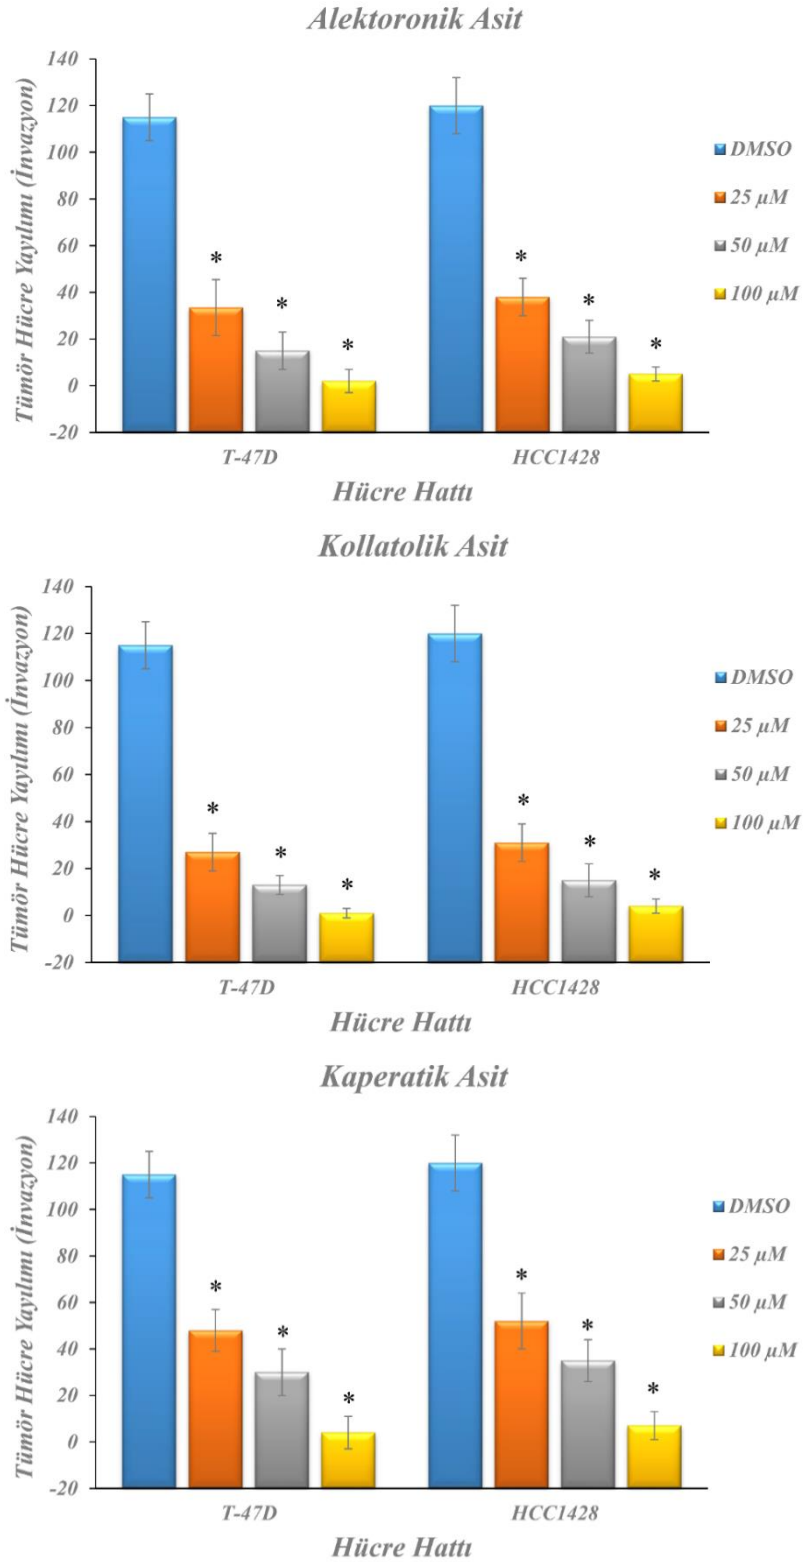 Alektoronik Asit
Tümör Hücre Yayılımı (İnvazyon)
140
120
100
80
60
40
20
0
-20
*
*
*
*
*
*
T-47D
HCC1428
Hücre Hattı
DMSO
25 µM
50 µM
100 µM
Kollatolik Asit
Tümör Hücre Yayılımı (İnvazyon)
140
120
100
80
60
40
20
0
-20
*
*
*
*
*
*
T-47D
HCC1428
Hücre Hattı
DMSO
25 µM
50 µM
100 µM
Kaperatik Asit
Tümör Hücre Yayılımı (İnvazyon)
140
120
100
80
60
40
20
0
-20
*
*
*
*
*
*
T-47D
HCC1428
Hücre Hattı
DMSO
25 µM
50 µM
100 µM